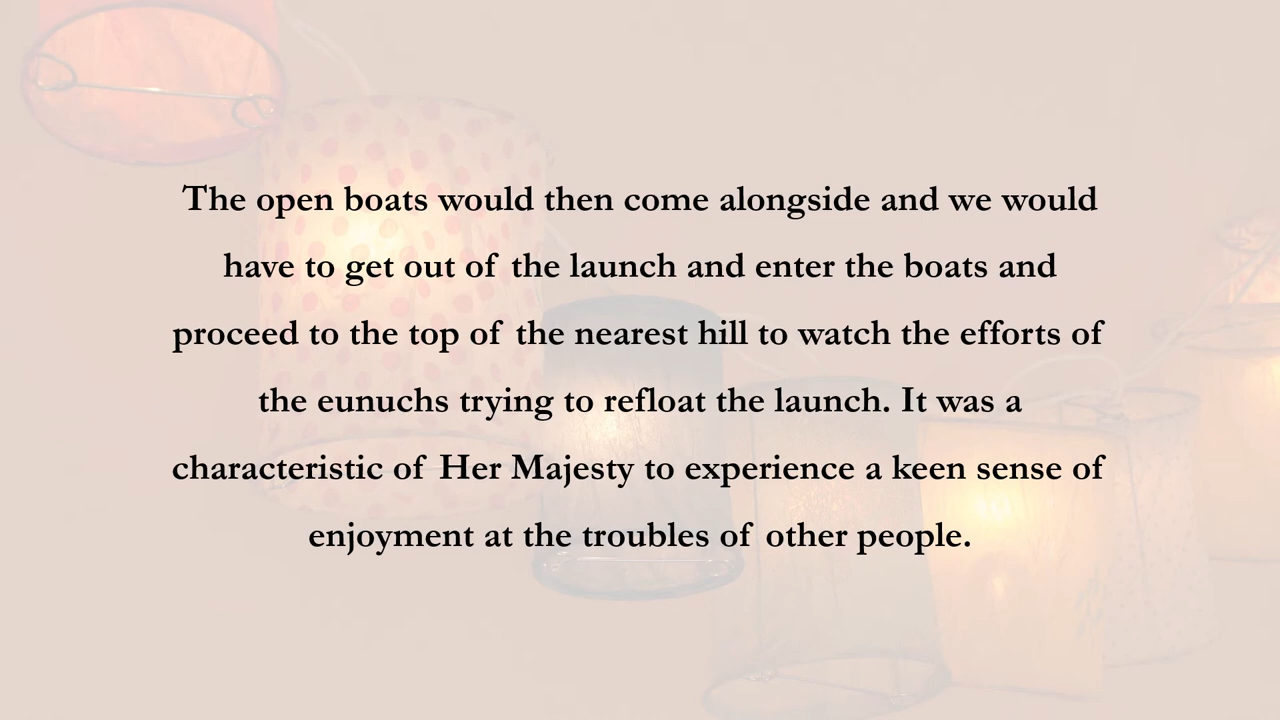 The open boats would then come alongside and we would
have to get out of the launch and enter the boats and
proceed to the top of the nearest hill to watch the efforts of
the eunuchs trying to refloat the launch. It was a
characteristic of Her Majesty to experience a keen sense of
enjoyment at the troubles of other people.